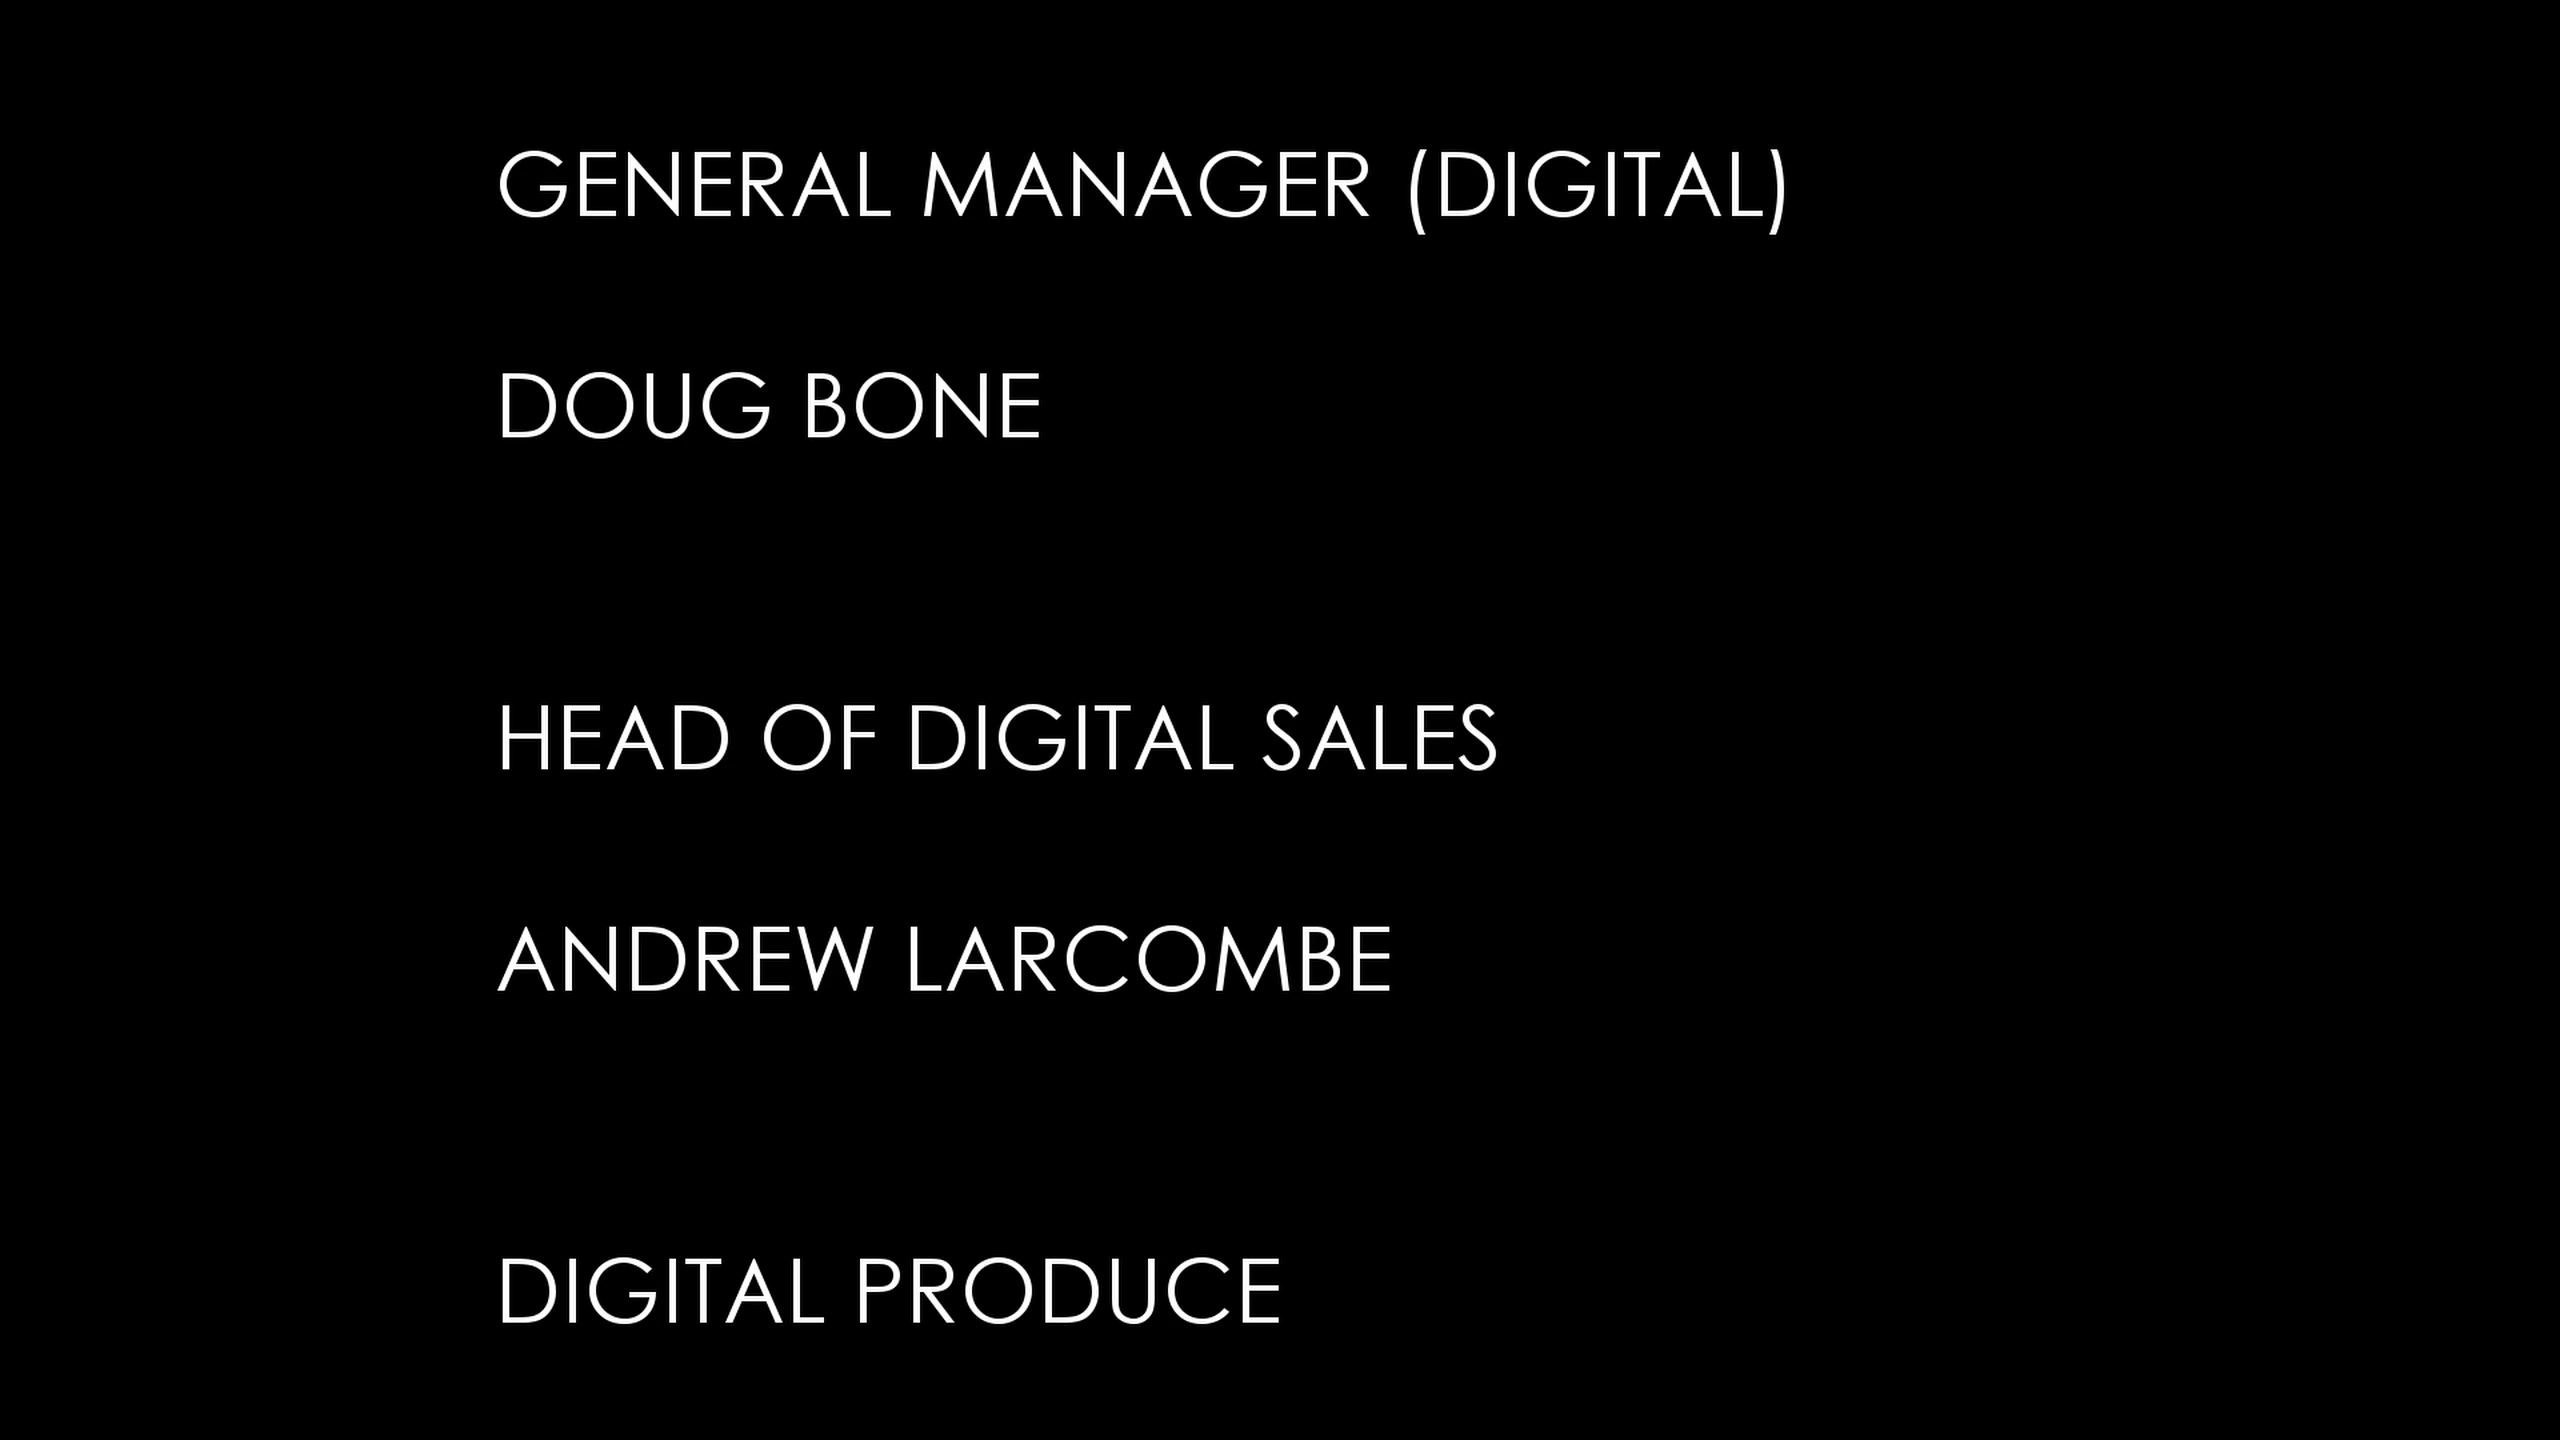 GENERAL MANAGER (DIGITAL)
DOUG BONE
HEAD OF DIGITAL SALES
ANDREW LARCOMBE
DIGITAL PRODUCE